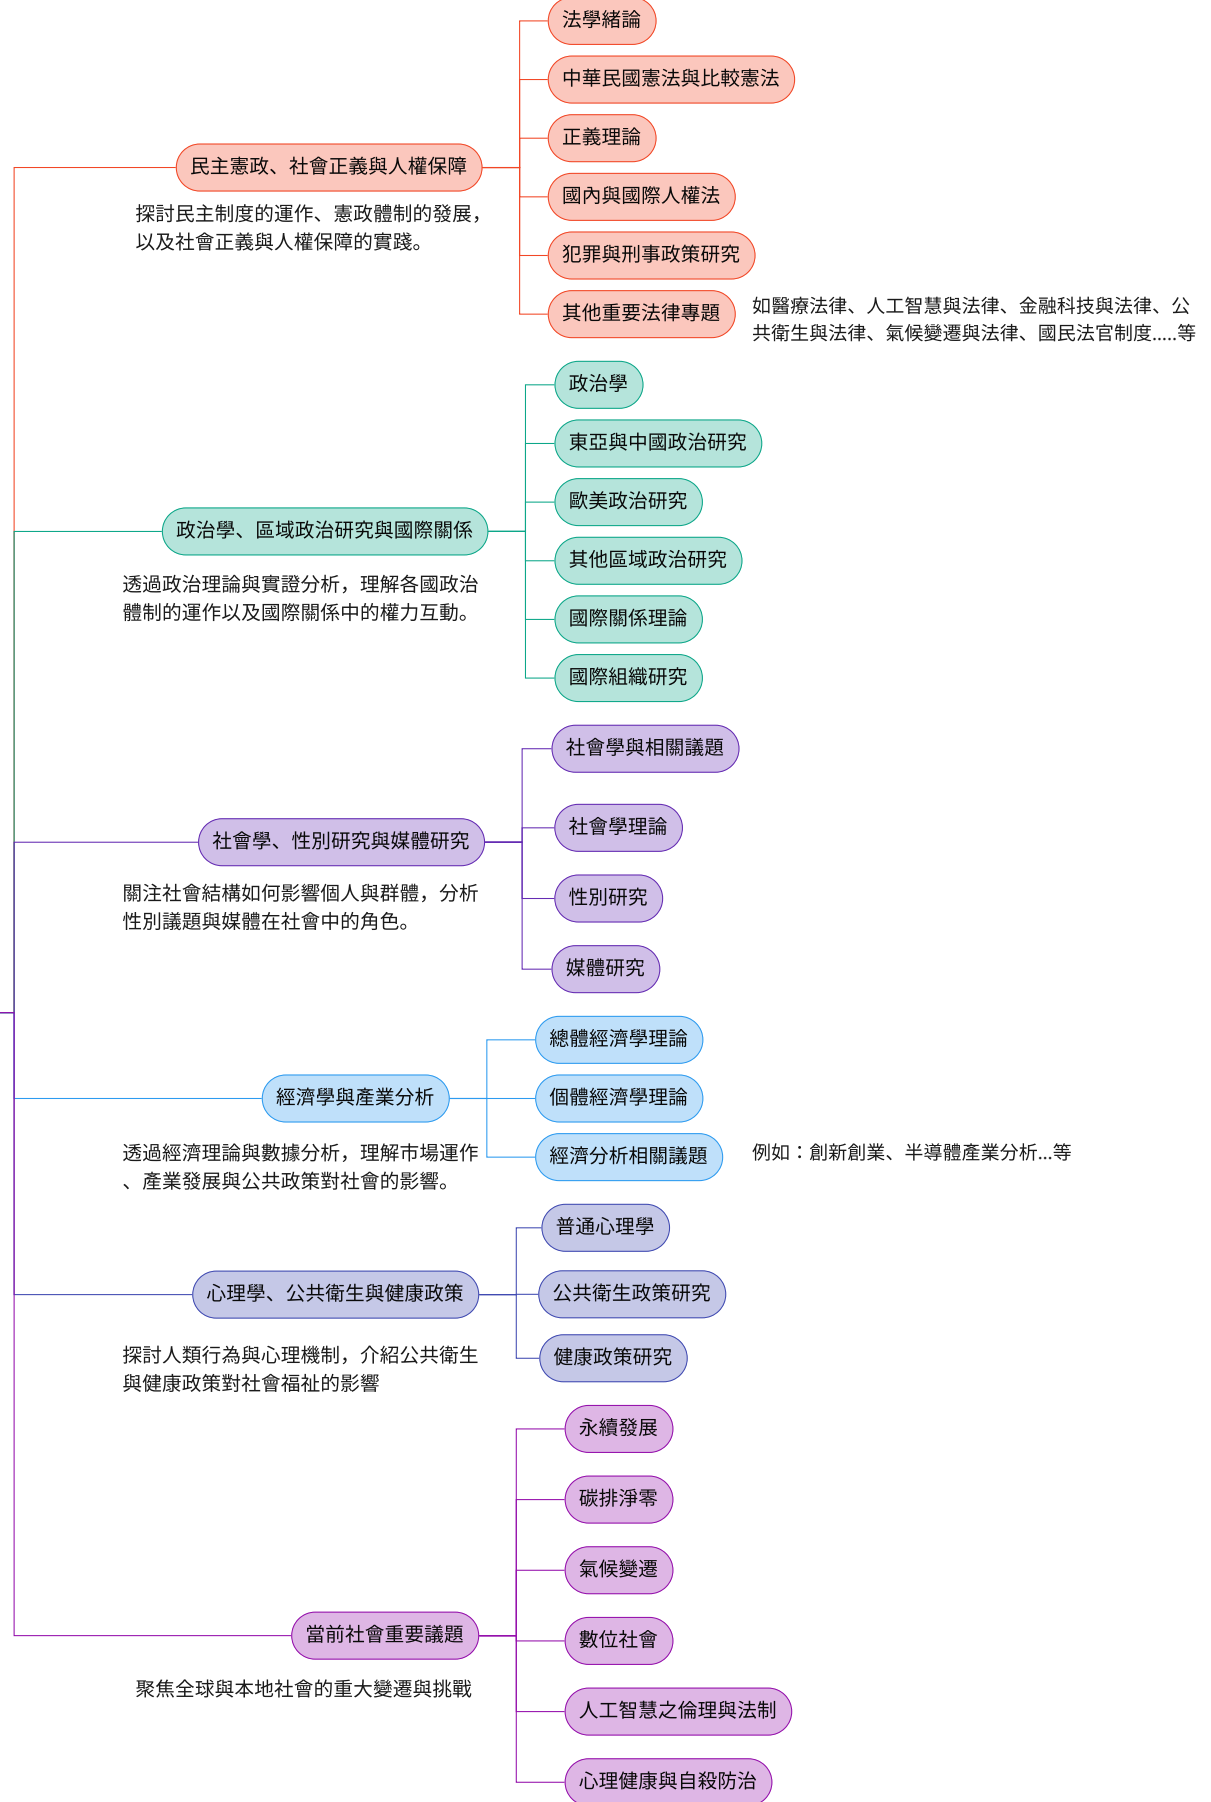 法學緒論
中華民國憲法與比較憲法
正義理論
民主憲政、社會正義與人權保障
探討民主制度的運作、憲政體制的發展，
以及社會正義與人權保障的實踐。
國內與國際人權法
犯罪與刑事政策研究
其他重要法律專題
如醫療法律、人工智慧與法律、金融科技與法律、公
共衛生與法律、氣候變遷與法律、國民法官制度.....等
政治學
東亞與中國政治研究
歐美政治研究
政治學、區域政治研究與國際關係
透過政治理論與實證分析，理解各國政治
體制的運作以及國際關係中的權力互動。
其他區域政治研究
國際關係理論
國際組織研究
社會學與相關議題
社會學理論
社會學、性別研究與媒體研究
關注社會結構如何影響個人與群體，分析
性別議題與媒體在社會中的角色。
性別研究
媒體研究
總體經濟學理論
經濟學與產業分析
個體經濟學理論
透過經濟理論與數據分析，理解市場運作
、產業發展與公共政策對社會的影響。
經濟分析相關議題
例如：創新創業、半導體產業分析...等
普通心理學
心理學、公共衛生與健康政策
公共衛生政策研究
探討人類行為與心理機制，介紹公共衛生
與健康政策對社會福祉的影響
健康政策研究
永續發展
碳排淨零
氣候變遷
當前社會重要議題
數位社會
聚焦全球與本地社會的重大變遷與挑戰
人工智慧之倫理與法制
心理健康與自殺防治